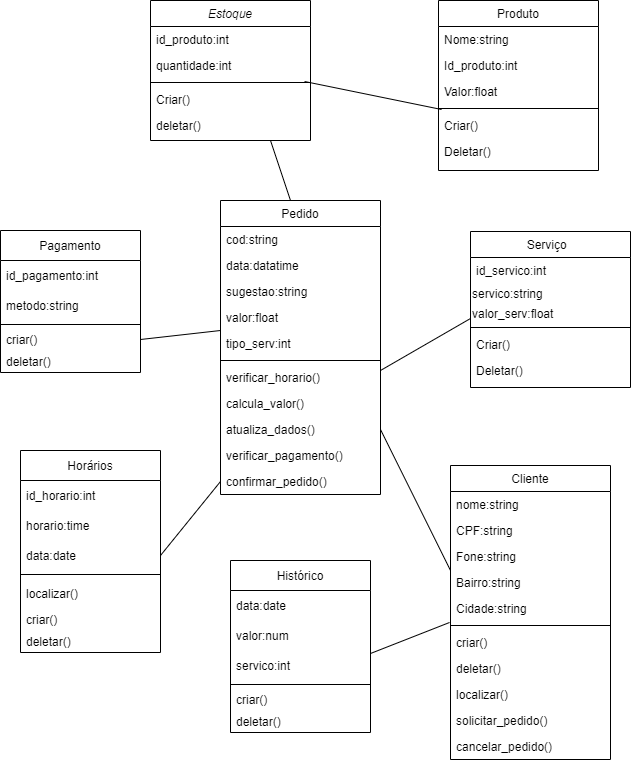 Estoque
id_produto:int
quantidade:int
Criar()
deletar()
Produto
Nome:string
Id_produto:int
Valor:float
Criar()
Deletar()
Pedido
cod:string
data:datatime
sugestao:string
valor:float
tipo_serv:int
verificar_horario()
calcula_valor()
atualiza_dados()
verificar_pagamento()
confirmar_pedido()
Pagamento
id_pagamento:int
metodo:string
criar()
deletar()
Serviço
id_servico:int
servico:string
valor_serv:float
Criar()
Deletar()
Horários
id_horario:int
horario:time
data:date
localizar()
criar()
deletar()
Histórico
data:date
valor:num
servico:int
criar()
deletar()
Cliente
nome:string
CPF:string
Fone:string
Bairro:string
Cidade:string
criar()
deletar()
localizar()
solicitar_pedido()
cancelar_pedido()